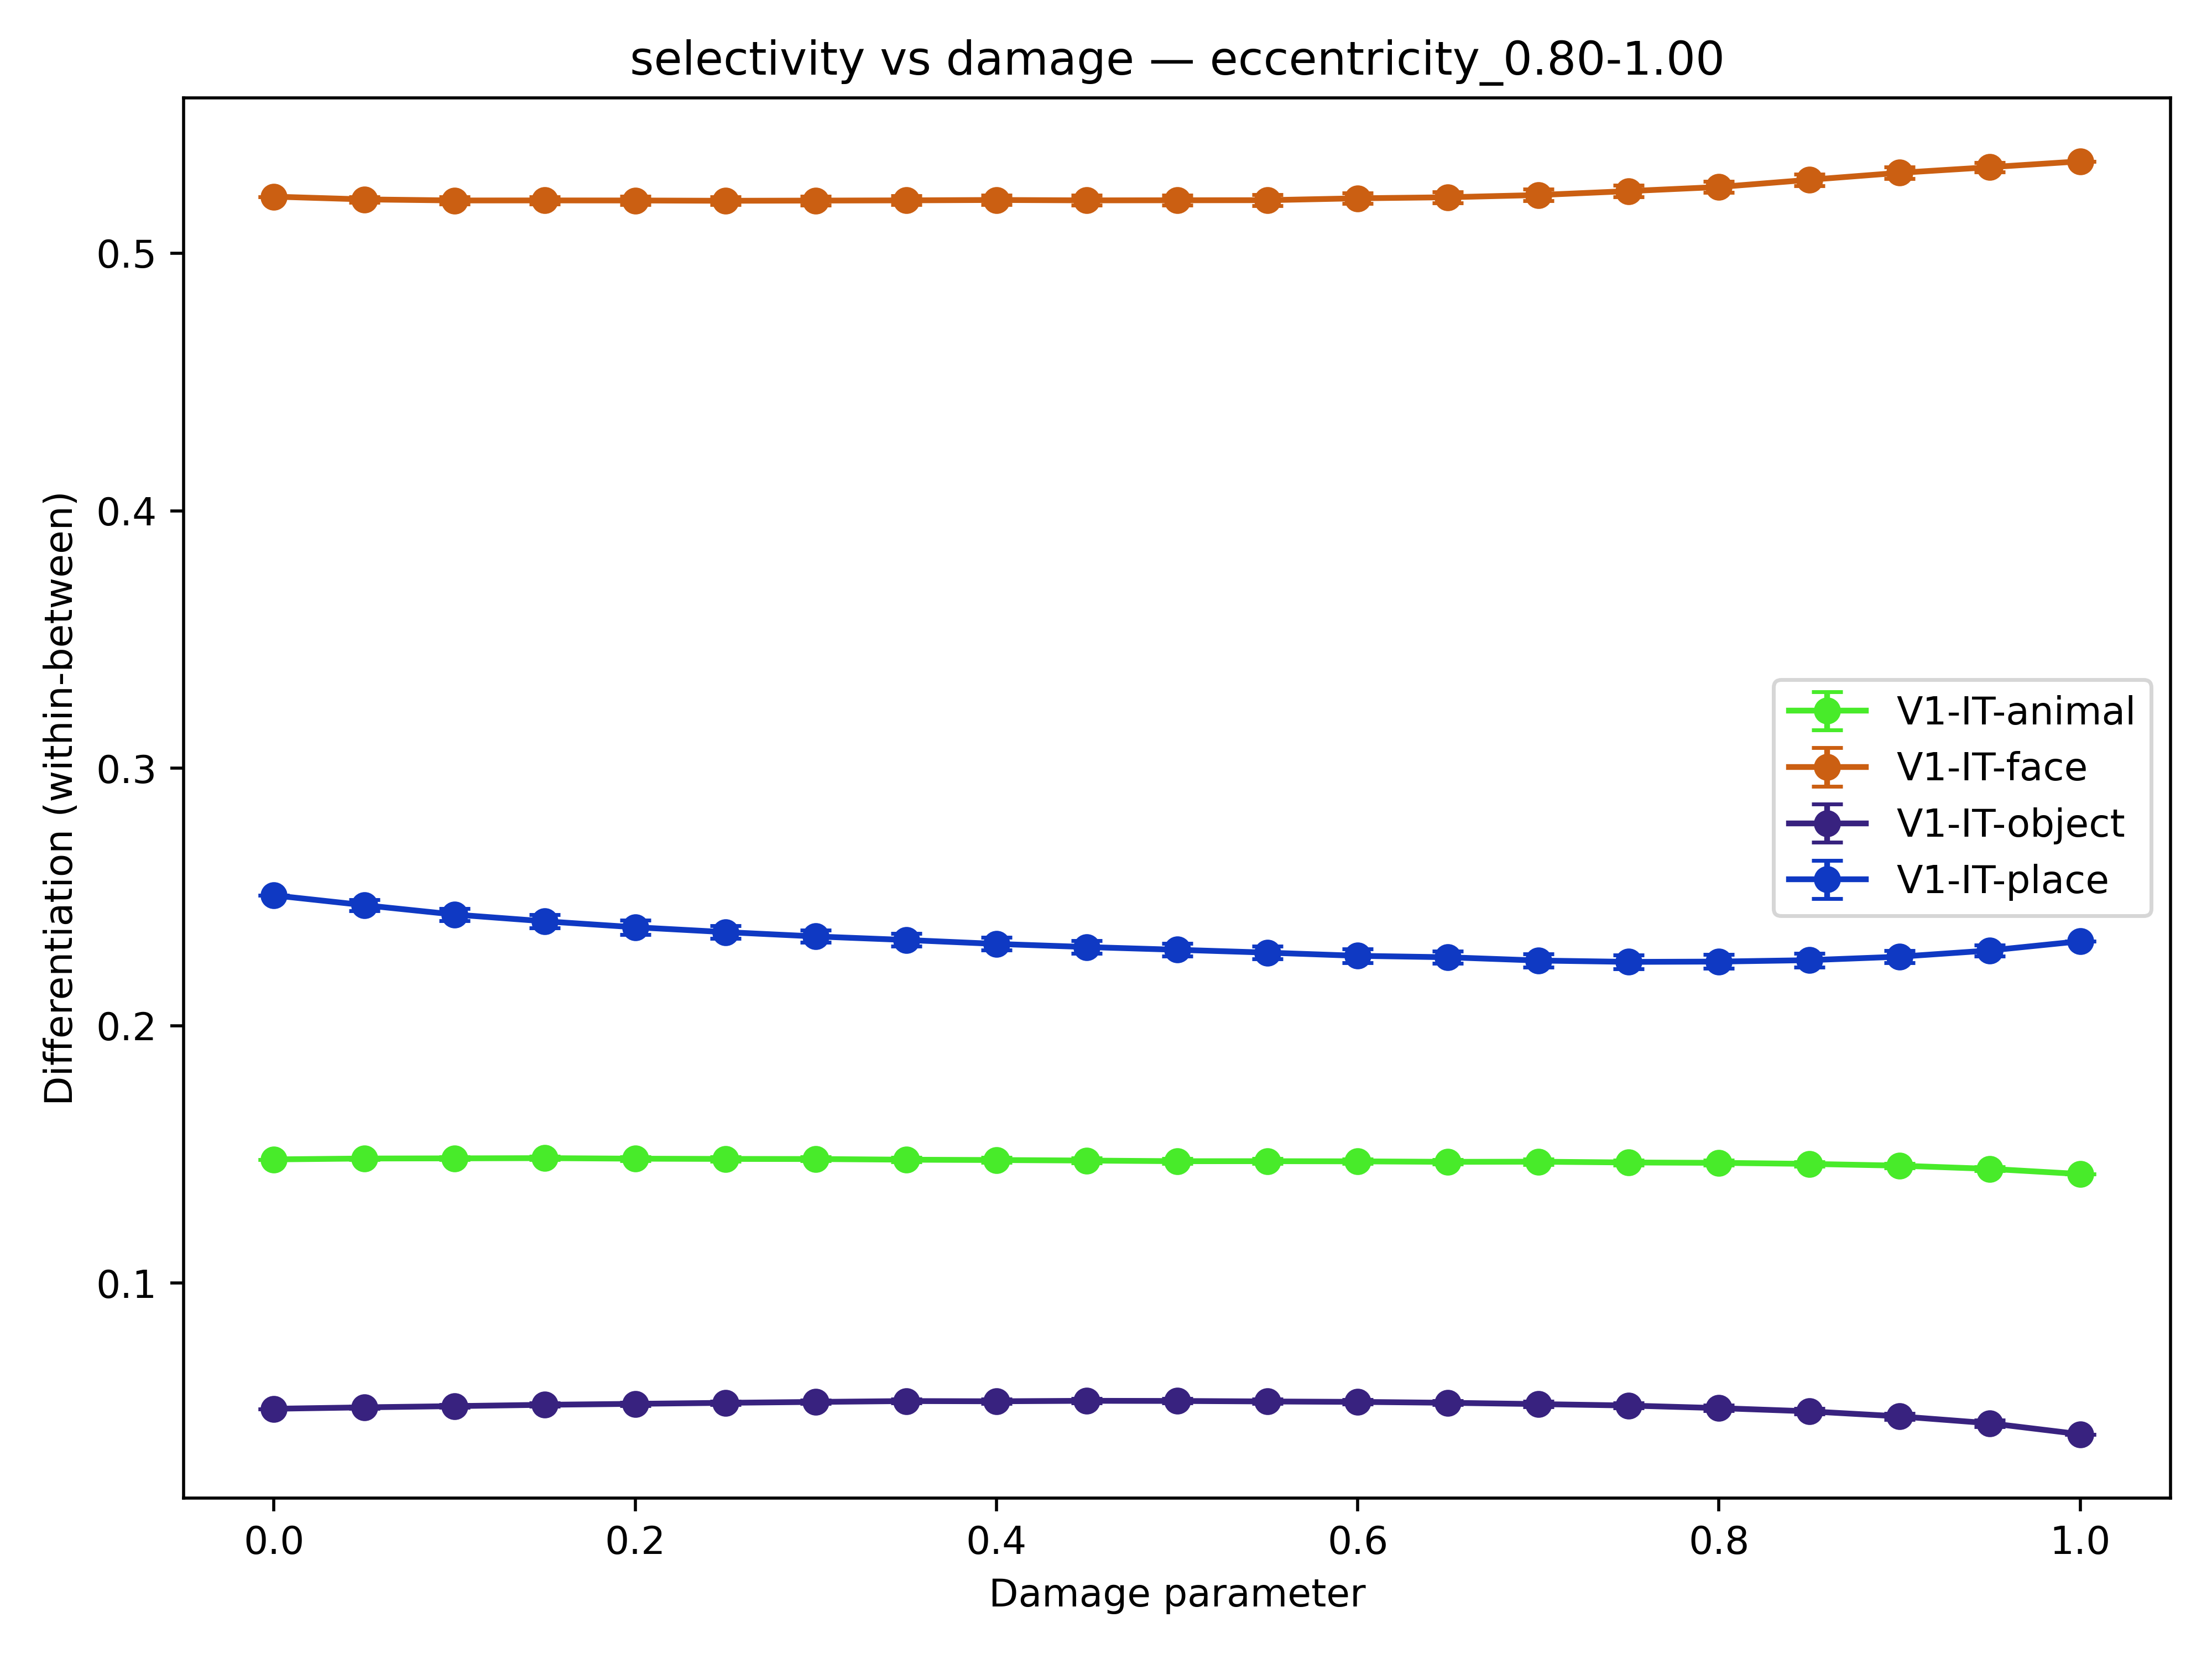 selectivity vs damage — eccentricity_0.80-1.00
Differentiation (within-between)
0.5
0.4
0.3
0.2
0.1
V1-IT-animal
V1-IT-face
V1-IT-object
V1-IT-place
0.0 0.2 0.4 0.6 0.8 1.0
Damage parameter